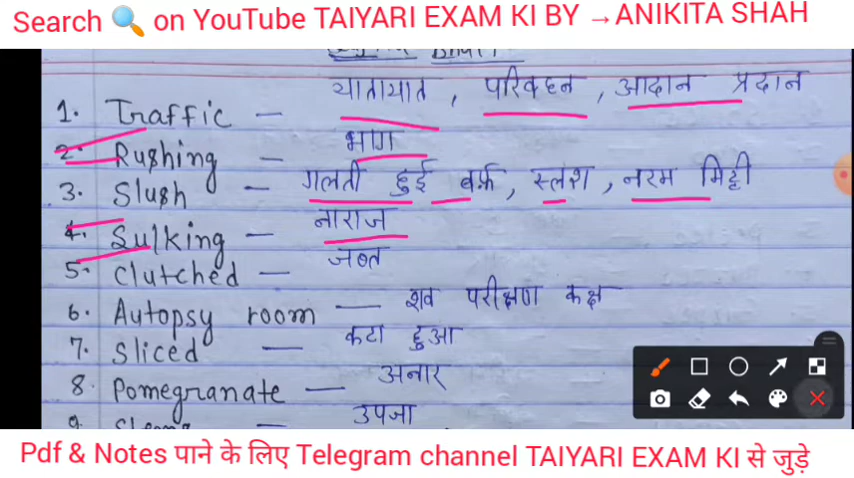 Search 🔍 on YouTube TAIYARI EXAM KI BY → ANIKITA SHAH
1. Traffic — यातायात, परिवहन, आदान प्रदान
2. Rushing — भाग
3. Slush — गलती हुई बर्फ, स्लश, नरम मिट्टी
4. Sulking — नाराज
5. Clutched — जब्त
6. Autopsy room — शव परीक्षण कक्ष
7. Sliced — कटा हुआ
8. Pomegranate — अनार
9. — उपजा
Pdf & Notes पाने के लिए Telegram channel TAIYARI EXAM KI से जुड़े